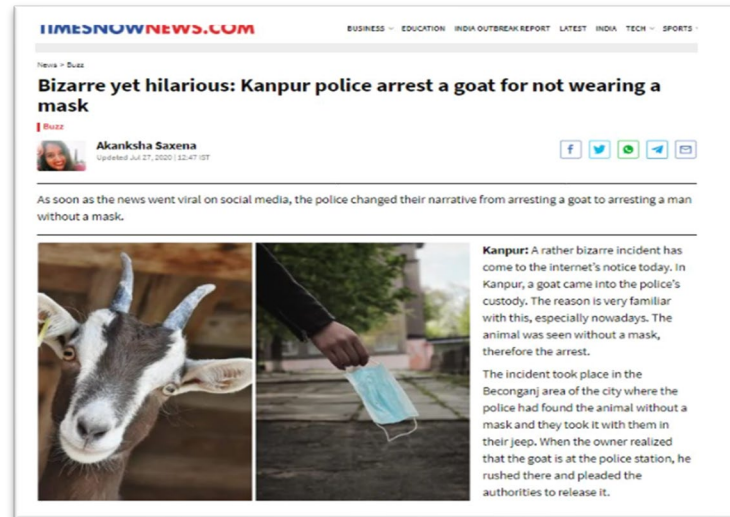 TIMESNOWNEWS.COM
BUSINESS EDUCATION INDIA OUTBREAK REPORT LATEST INDIA TECH SPORTS
News > Buzz
Bizarre yet hilarious: Kanpur police arrest a goat for not wearing a
mask
Buzz
Akanksha Saxena
Updated Jul 27, 2020 | 12:47 IST
As soon as the news went viral on social media, the police changed their narrative from arresting a goat to arresting a man
without a mask.
Kanpur: A rather bizarre incident has
come to the internet's notice today. In
Kanpur, a goat came into the police's
custody. The reason is very familiar
with this, especially nowadays. The
animal was seen without a mask,
therefore the arrest.
The incident took place in the
Beconganj area of the city where the
police had found the animal without a
mask and they took it with them in
their jeep. When the owner realized
that the goat is at the police station, he
rushed there and pleaded the
authorities to release it.